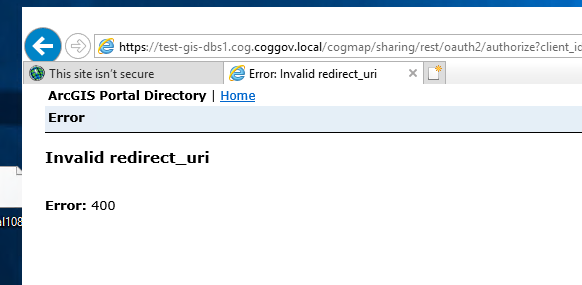 https://test-gis-dbs1.cog.coggov.local/cogmap/sharing/rest/oauth2/authorize?client_id
This site isn't secure
Error: Invalid redirect_uri
ArcGIS Portal Directory | Home
Error
Invalid redirect_uri
Error: 400
al108